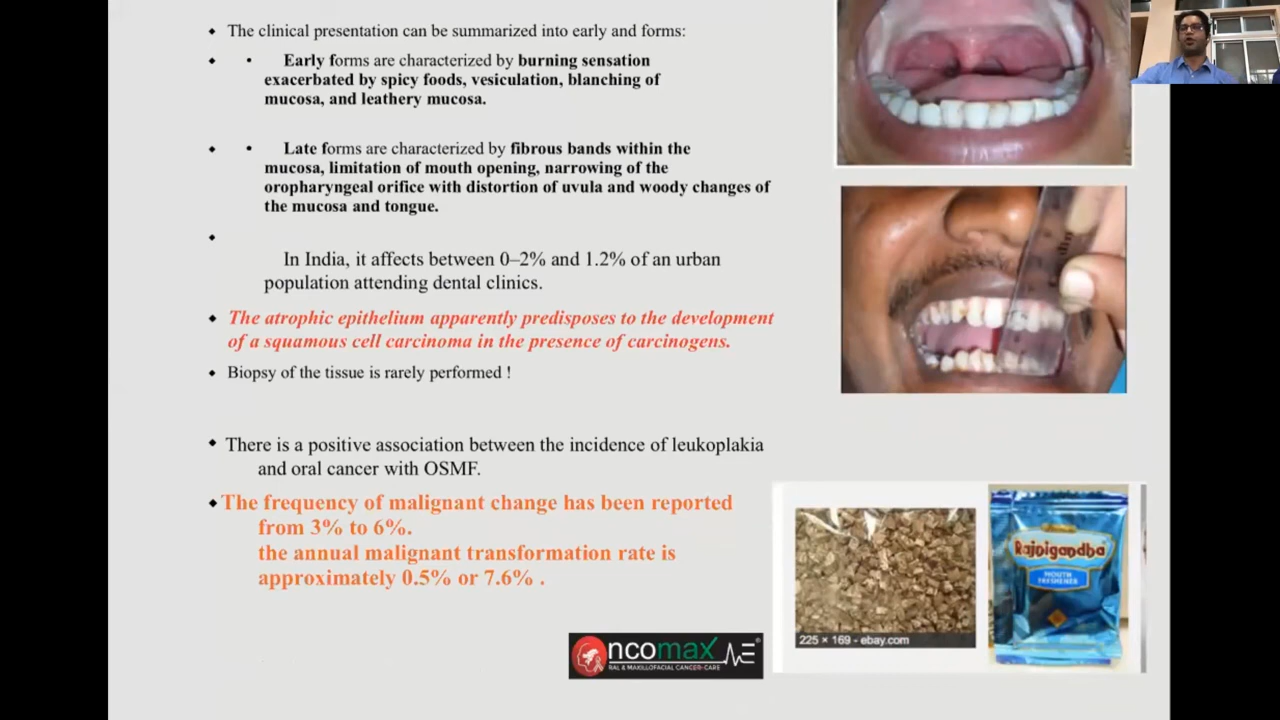 The clinical presentation can be summarized into early and forms:
Early forms are characterized by burning sensation
exacerbated by spicy foods, vesiculation, blanching of
mucosa, and leathery mucosa.
Late forms are characterized by fibrous bands within the
mucosa, limitation of mouth opening, narrowing of the
oropharyngeal orifice with distortion of uvula and woody changes of
the mucosa and tongue.
In India, it affects between 0–2% and 1.2% of an urban
population attending dental clinics.
The atrophic epithelium apparently predisposes to the development
of a squamous cell carcinoma in the presence of carcinogens.
Biopsy of the tissue is rarely performed !
There is a positive association between the incidence of leukoplakia
and oral cancer with OSMF.
The frequency of malignant change has been reported
from 3% to 6%.
the annual malignant transformation rate is
approximately 0.5% or 7.6% .
Rajnigandha
MOUTH
FRESHENER
225 × 169 - ebay.com
ncomax
RAL & MAXILLOFACIAL CANCER-CARE